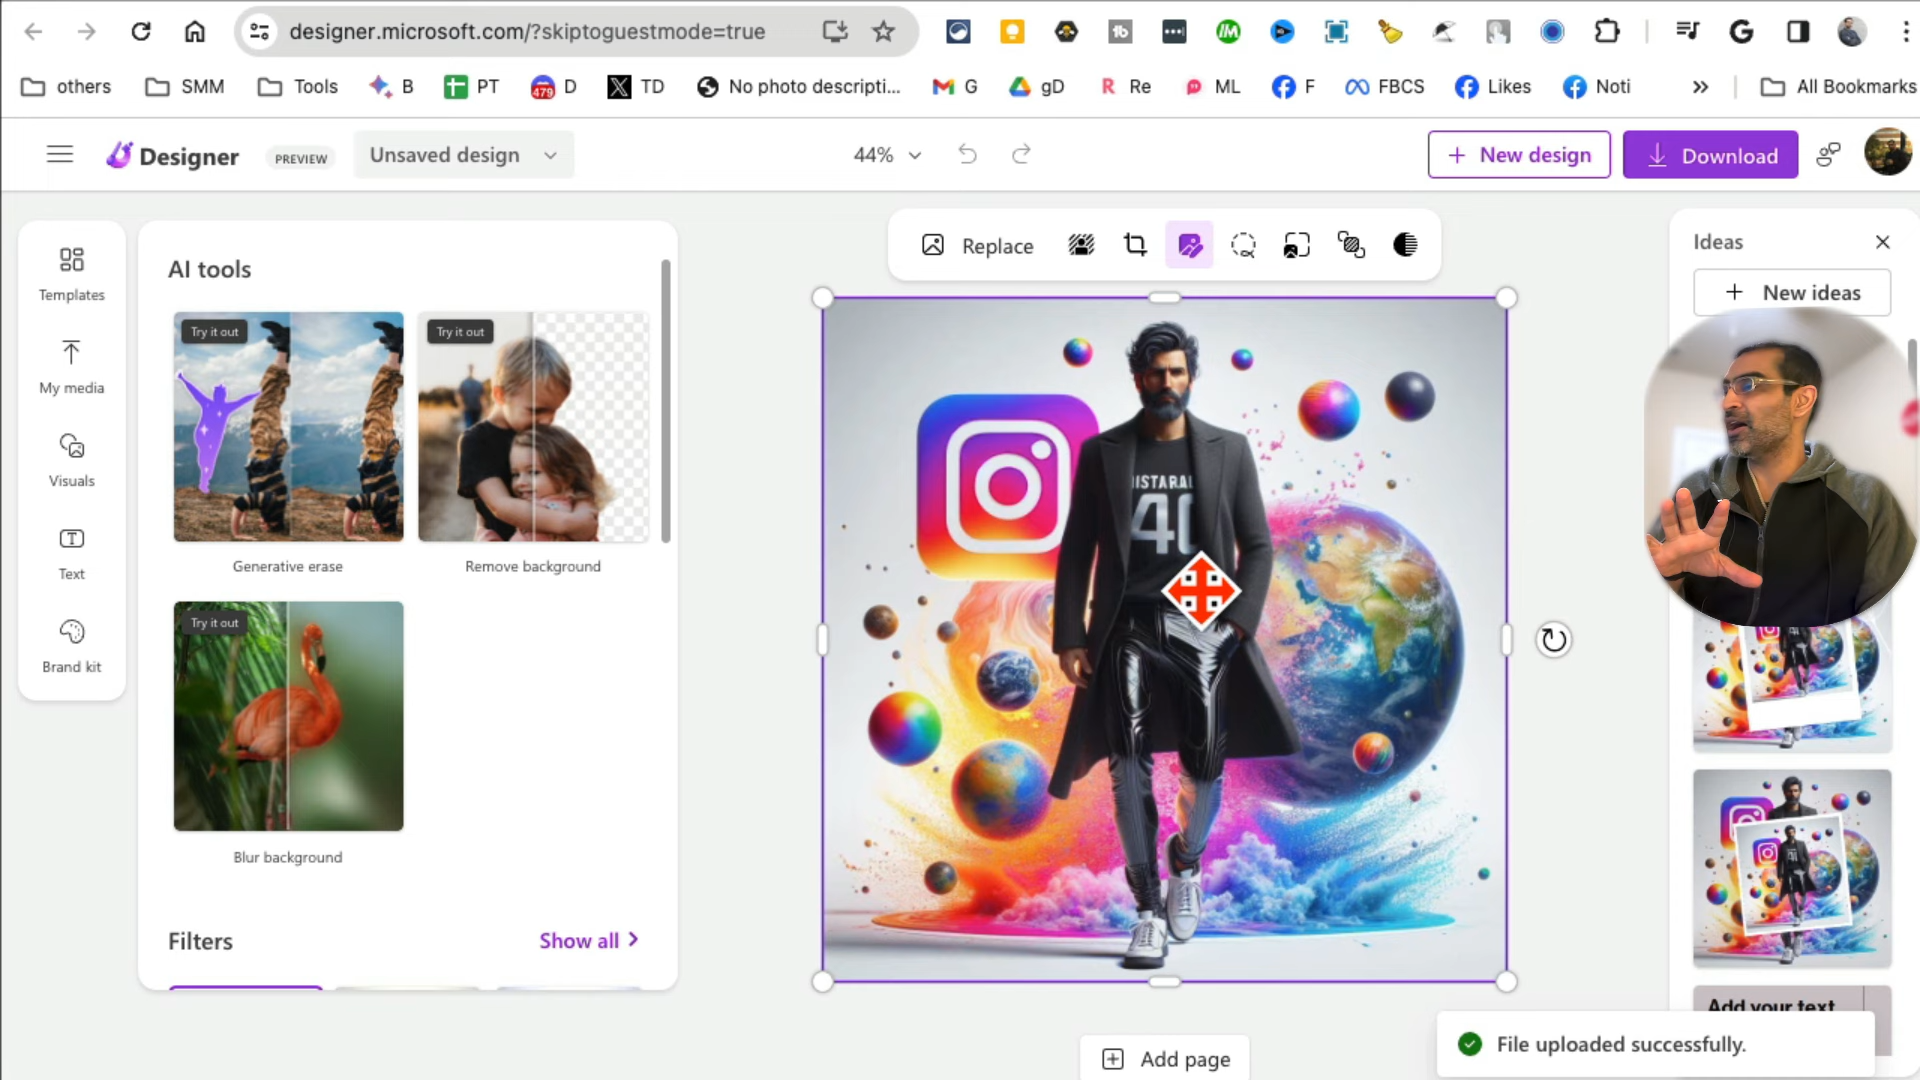 designer.microsoft.com/?skiptoguestmode=true
others
SMM
Tools
B
PT
479
D
TD
No photo descripti...
G
gD
Re
ML
F
FBCS
Likes
Noti
All Bookmarks
Designer
PREVIEW
Unsaved design
44%
New design
Download
Templates
My media
Visuals
Text
Brand kit
AI tools
Try it out
Try it out
Generative erase
Remove background
Try it out
Blur background
Filters
Show all
Replace
ISTARAL
40
Ideas
New ideas
Add your text
Add page
File uploaded successfully.